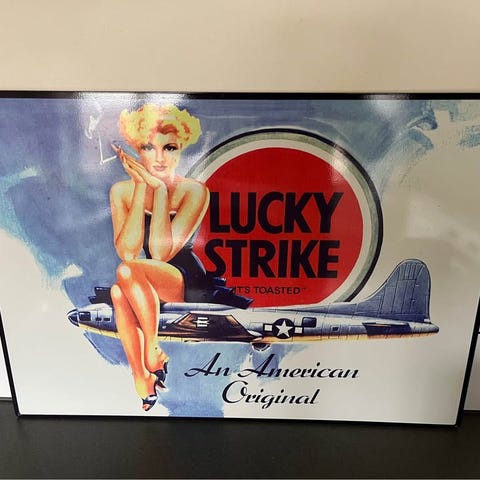 LUCKY
STRIKE
"IT'S TOASTED"
An American
Original